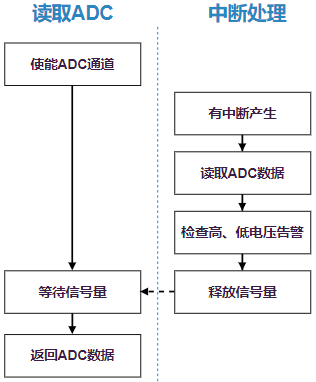 读取ADC
中断处理
使能ADC通道
有中断产生
读取ADC数据
检查高、低电压告警
等待信号量
释放信号量
返回ADC数据